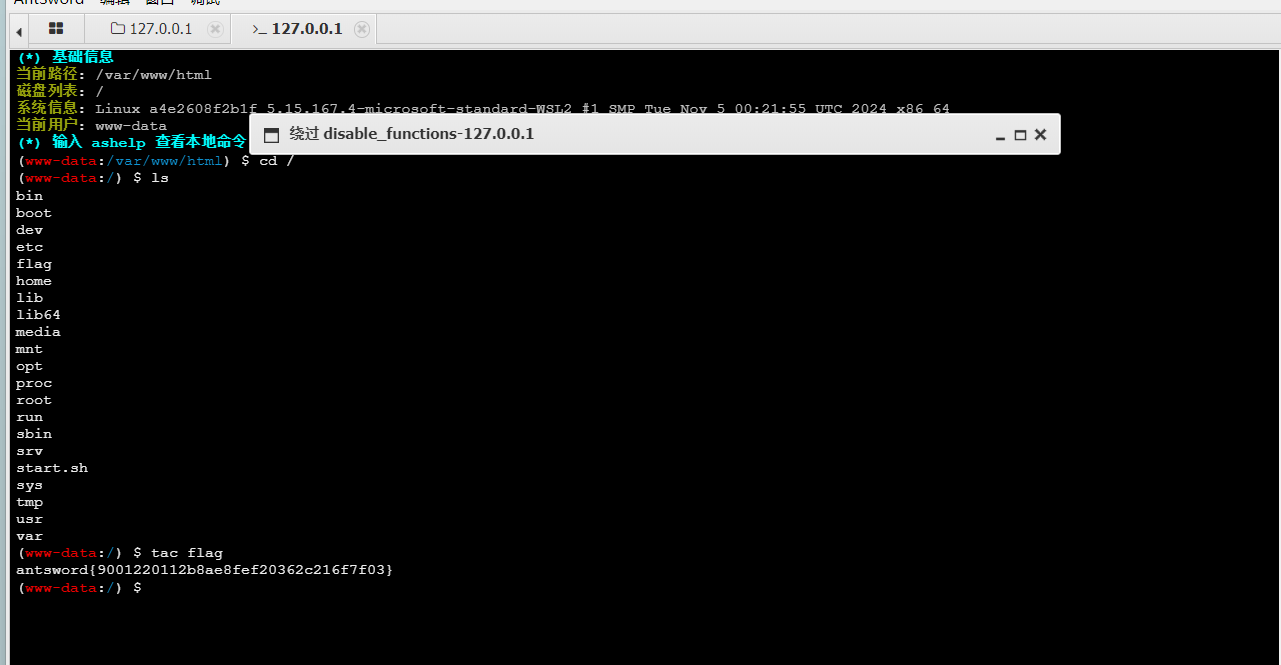 AntSword 编辑 窗口 调试
127.0.0.1 >_ 127.0.0.1
(*) 基础信息
当前路径: /var/www/html
磁盘列表: /
系统信息: Linux a4e2608f2b1f 5.15.167.4-microsoft-standard-WSL2 #1 SMP Tue Nov 5 00:21:55 UTC 2024 x86_64
当前用户: www-data
绕过 disable_functions-127.0.0.1
(*) 输入 ashelp 查看本地命令
(www-data:/var/www/html) $ cd /
(www-data:/) $ ls
bin
boot
dev
etc
flag
home
lib
lib64
media
mnt
opt
proc
root
run
sbin
srv
start.sh
sys
tmp
usr
var
(www-data:/) $ tac flag
antsword{9001220112b8ae8fef20362c216f7f03}
(www-data:/) $